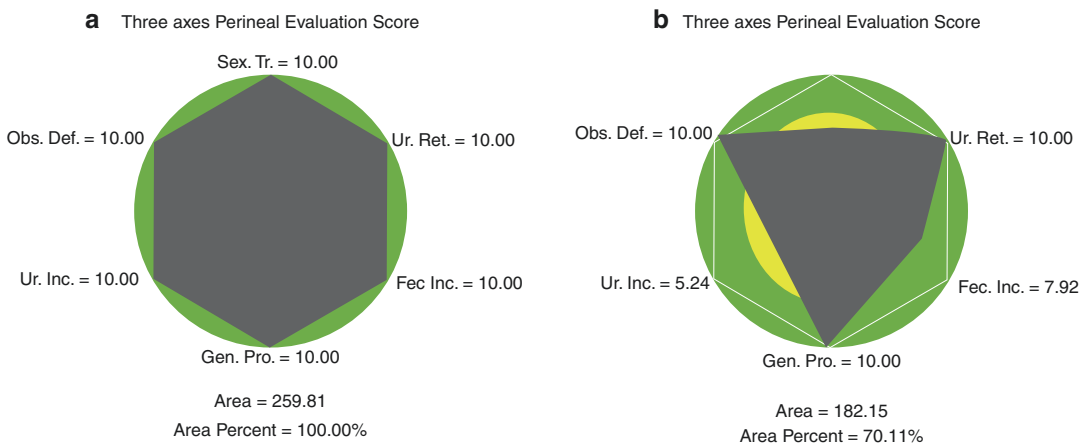 a Three axes Perineal Evaluation Score
Sex. Tr. = 10.00
Obs. Def. = 10.00
Ur. Ret. = 10.00
Ur. Inc. = 10.00
Fec Inc. = 10.00
Gen. Pro. = 10.00
Area = 259.81
Area Percent = 100.00%
b Three axes Perineal Evaluation Score
Obs. Def. = 10.00
Ur. Ret. = 10.00
Ur. Inc. = 5.24
Fec. Inc. = 7.92
Gen. Pro. = 10.00
Area = 182.15
Area Percent = 70.11%